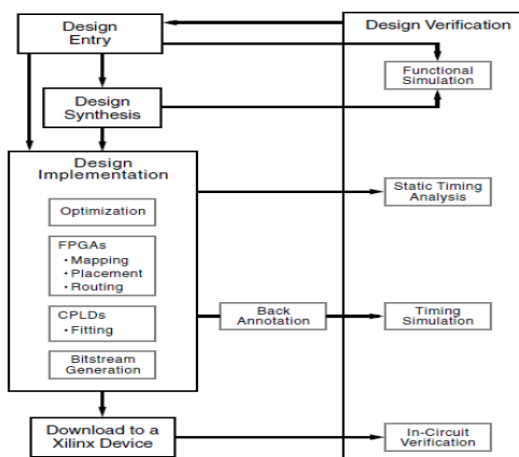 Design
Entry
Design Verification
Functional
Simulation
Design
Synthesis
Design
Implementation
Static Timing
Analysis
Optimization
FPGAs
• Mapping
• Placement
• Routing
CPLDs
• Fitting
Back
Annotation
Timing
Simulation
Bitstream
Generation
Download to a
Xilinx Device
In-Circuit
Verification